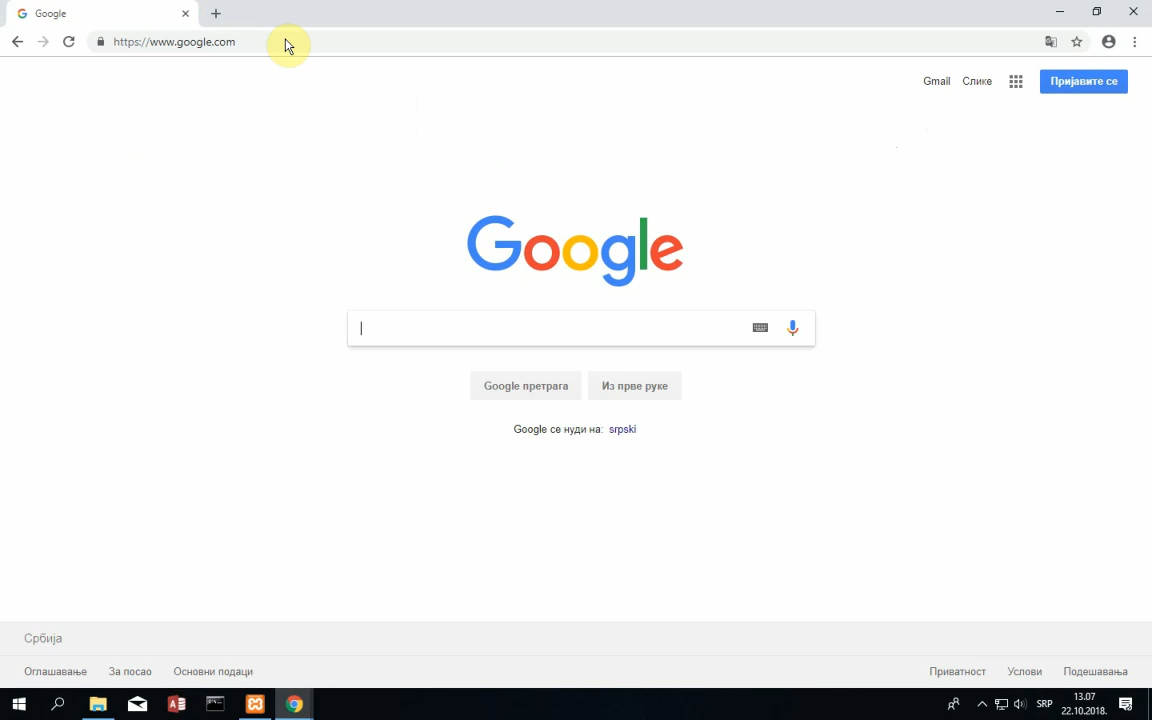 Google
https://www.google.com
Gmail Слике Пријавите се
Google
Google претрага Из прве руке
Google се нуди на: srpski
Србија
Оглашавање За посао Основни подаци Приватност Услови Подешавања
SRP 13.07
22.10.2018.